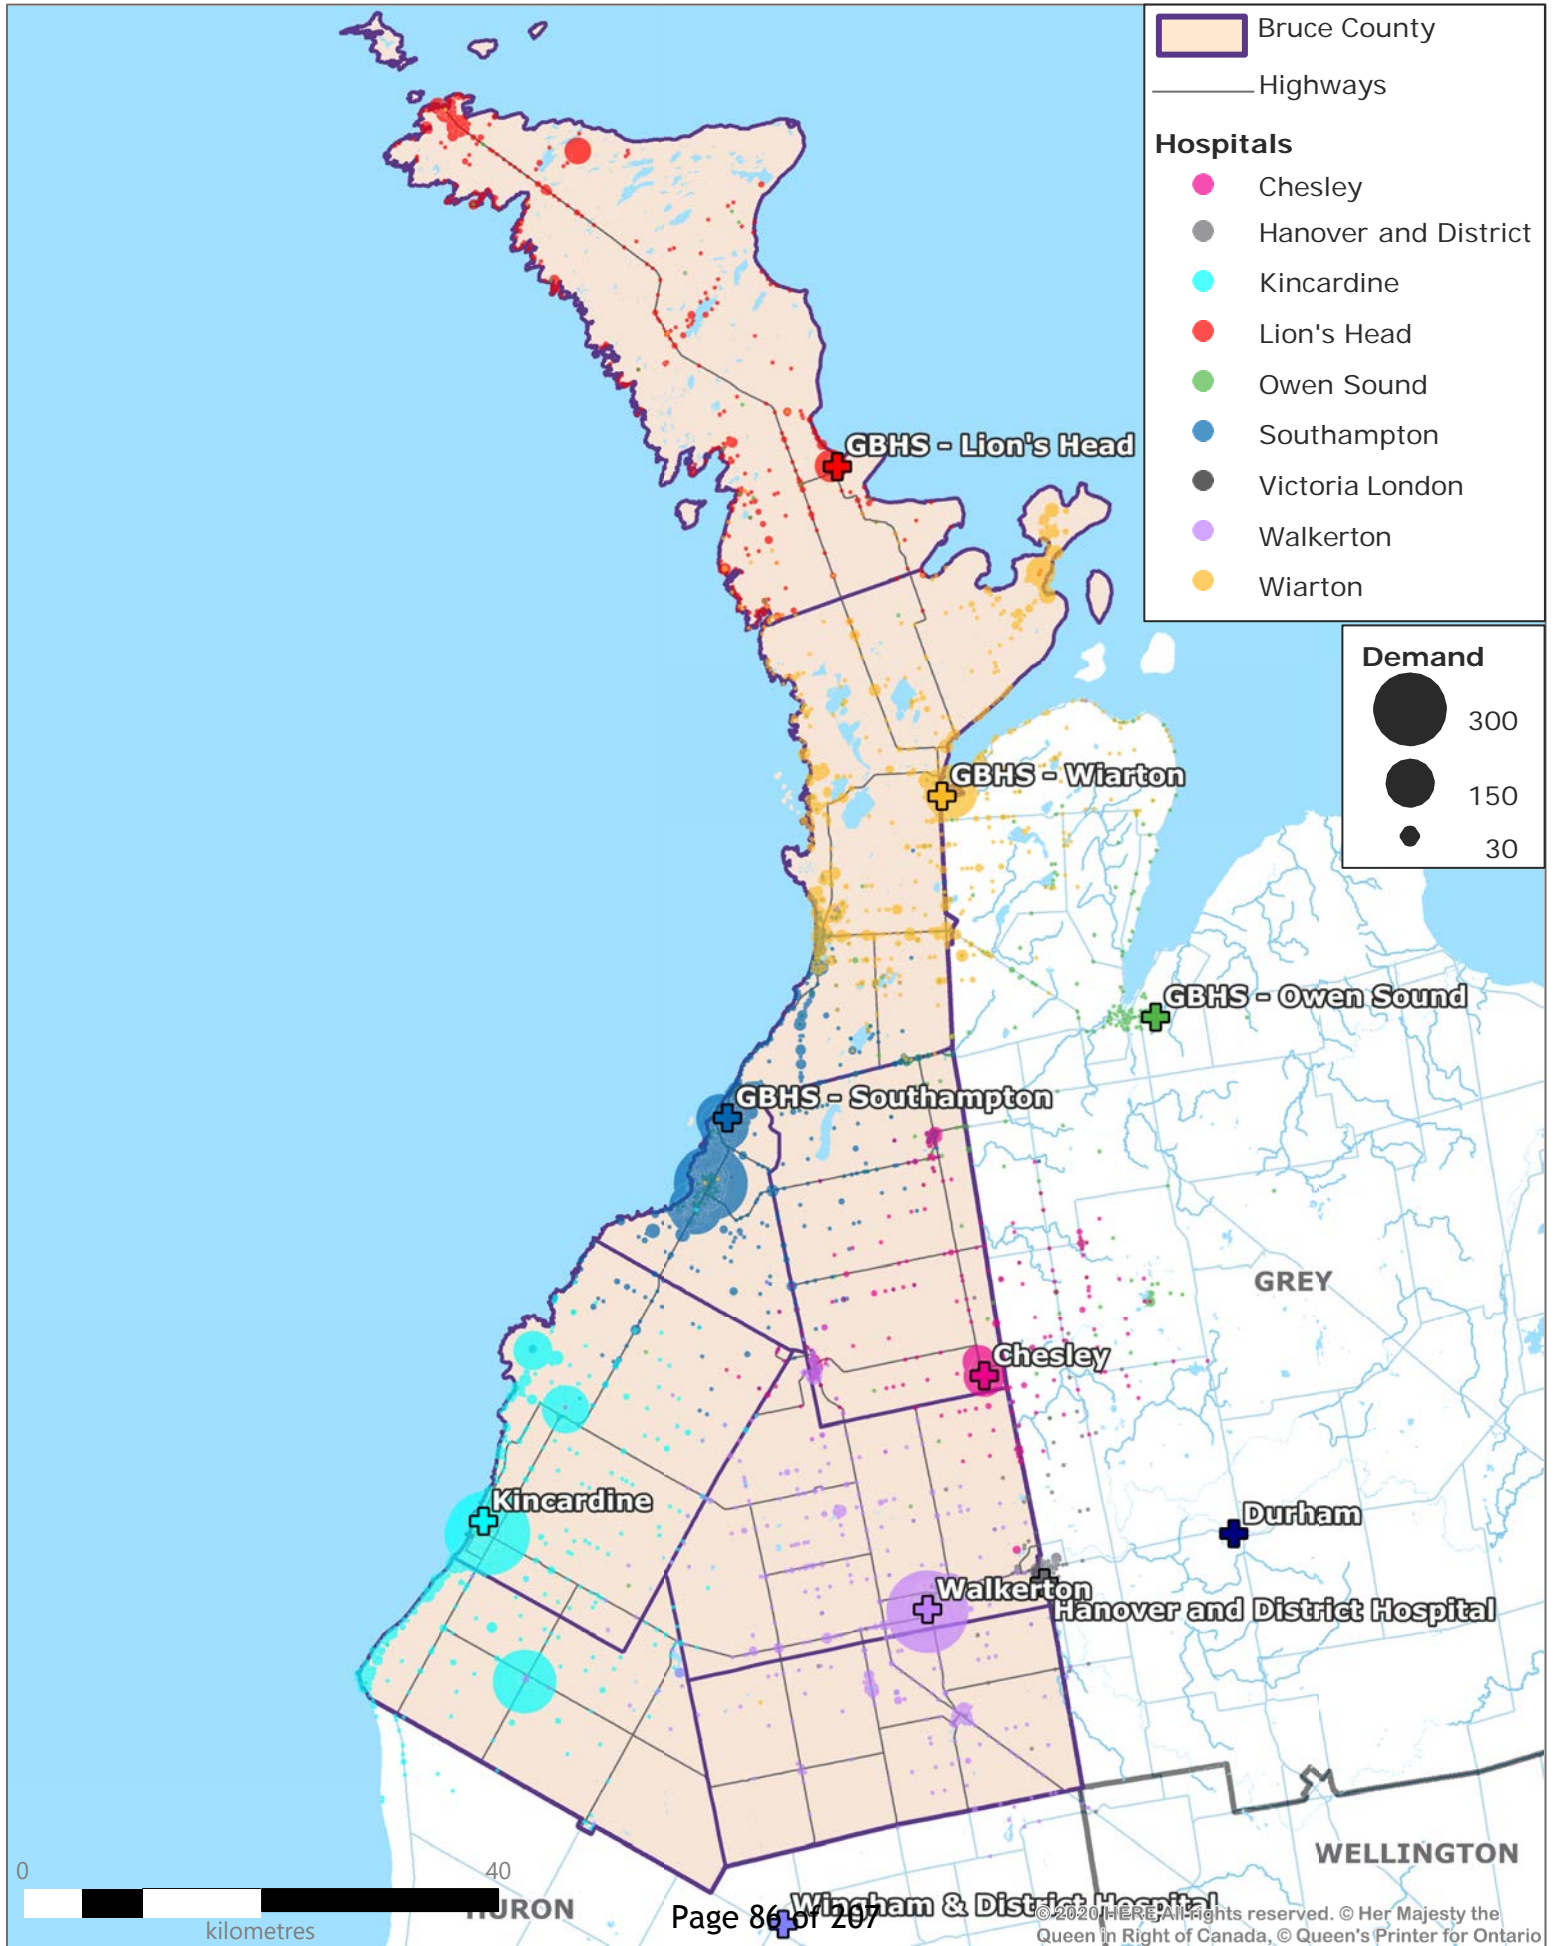 Bruce County
Highways
Hospitals
Chesley
Hanover and District
Kincardine
Lion's Head
Owen Sound
Southampton
Victoria London
Walkerton
Wiarton
Demand
300
150
30
GBHS - Lion's Head
GBHS - Wiarton
GBHS - Owen Sound
GBHS - Southampton
GREY
Chesley
Kincardine
Durham
Walkerton
Hanover and District Hospital
WELLINGTON
0 40
kilometres
HURON
Wingham & District Hospital
Page 86 of 207
© 2020 HERE, All rights reserved. © Her Majesty the
Queen in Right of Canada, © Queen's Printer for Ontario